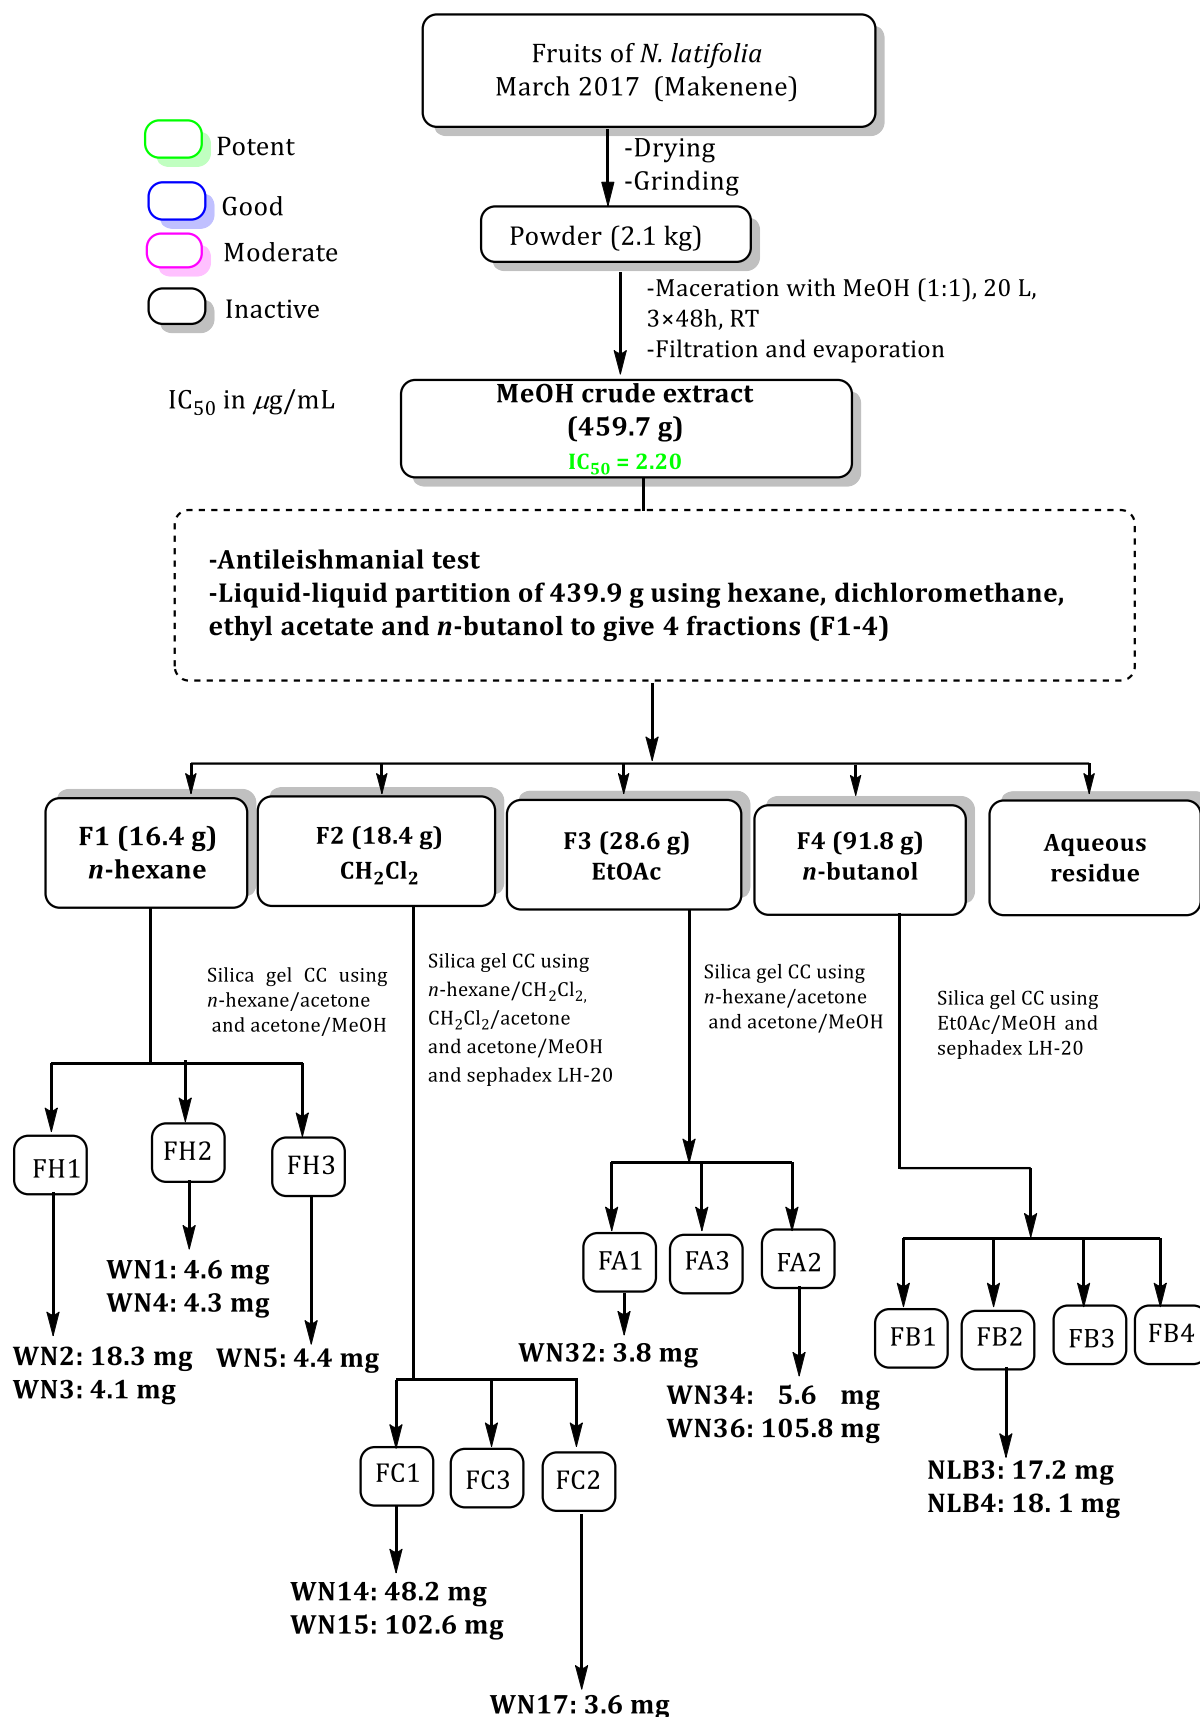 Fruits of N. latifolia
March 2017 (Makenene)
Potent
Good
Moderate
Inactive
-Drying
-Grinding
Powder (2.1 kg)
-Maceration with MeOH (1:1), 20 L,
3×48h, RT
-Filtration and evaporation
IC50 in µg/mL
MeOH crude extract
(459.7 g)
IC50 = 2.20
-Antileishmanial test
-Liquid-liquid partition of 439.9 g using hexane, dichloromethane,
ethyl acetate and n-butanol to give 4 fractions (F1-4)
F1 (16.4 g)
n-hexane
F2 (18.4 g)
CH2Cl2
F3 (28.6 g)
EtOAc
F4 (91.8 g)
n-butanol
Aqueous
residue
Silica gel CC using
n-hexane/acetone
and acetone/MeOH
Silica gel CC using
n-hexane/CH2Cl2,
CH2Cl2/acetone
and acetone/MeOH
and sephadex LH-20
Silica gel CC using
n-hexane/acetone
and acetone/MeOH
Silica gel CC using
Et0Ac/MeOH and
sephadex LH-20
FH1
FH2
FH3
WN1: 4.6 mg
WN4: 4.3 mg
WN2: 18.3 mg
WN3: 4.1 mg
WN5: 4.4 mg
FA1
FA3
FA2
WN32: 3.8 mg
WN34: 5.6 mg
WN36: 105.8 mg
FB1
FB2
FB3
FB4
NLB3: 17.2 mg
NLB4: 18. 1 mg
FC1
FC3
FC2
WN14: 48.2 mg
WN15: 102.6 mg
WN17: 3.6 mg